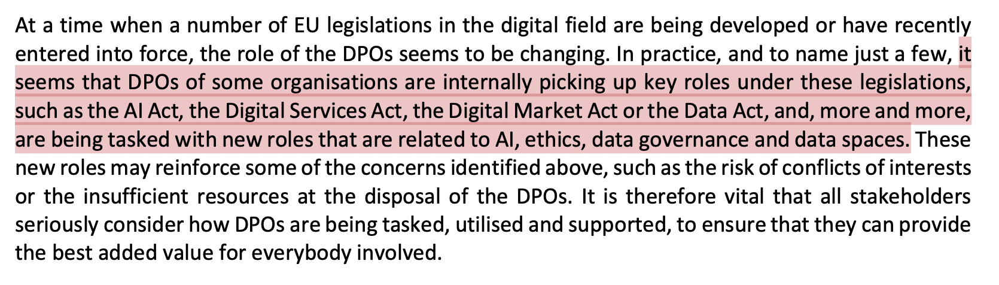 At a time when a number of EU legislations in the digital field are being developed or have recently
entered into force, the role of the DPOs seems to be changing. In practice, and to name just a few, it
seems that DPOs of some organisations are internally picking up key roles under these legislations,
such as the AI Act, the Digital Services Act, the Digital Market Act or the Data Act, and, more and more,
are being tasked with new roles that are related to AI, ethics, data governance and data spaces. These
new roles may reinforce some of the concerns identified above, such as the risk of conflicts of interests
or the insufficient resources at the disposal of the DPOs. It is therefore vital that all stakeholders
seriously consider how DPOs are being tasked, utilised and supported, to ensure that they can provide
the best added value for everybody involved.